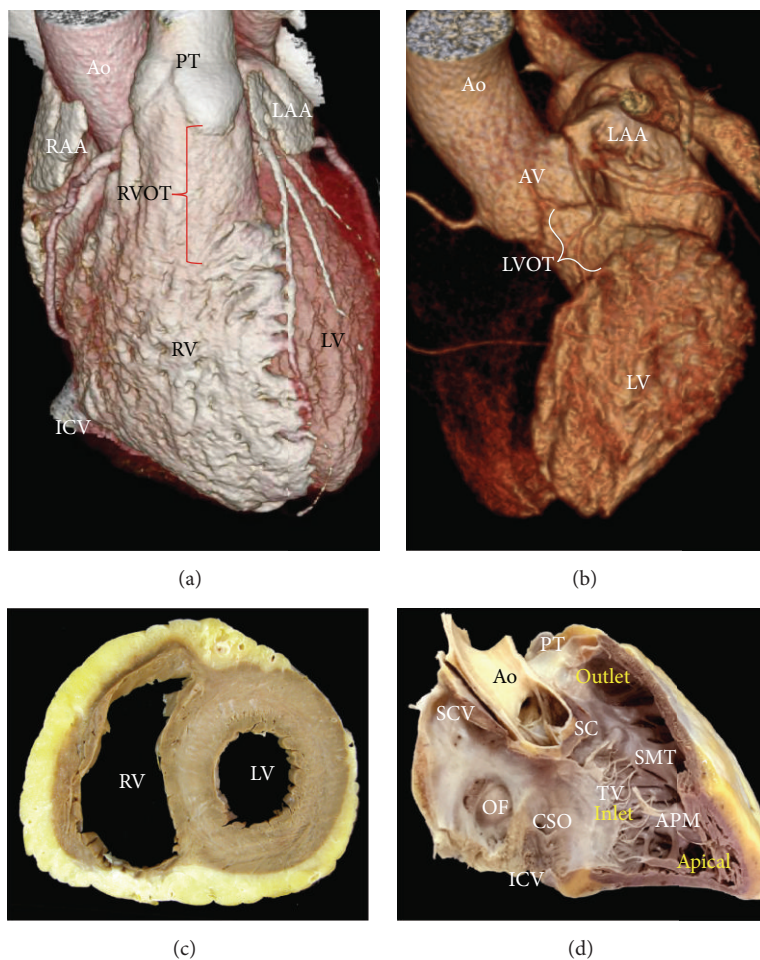 Ao
PT
LAA
RAA
RVOT
RV
LV
ICV
(a)
Ao
LAA
AV
LVOT
LV
(b)
RV
LV
(c)
PT
Ao
Outlet
SCV
SC
SMT
TV
OF
CSO
Inlet
APM
Apical
ICV
(d)